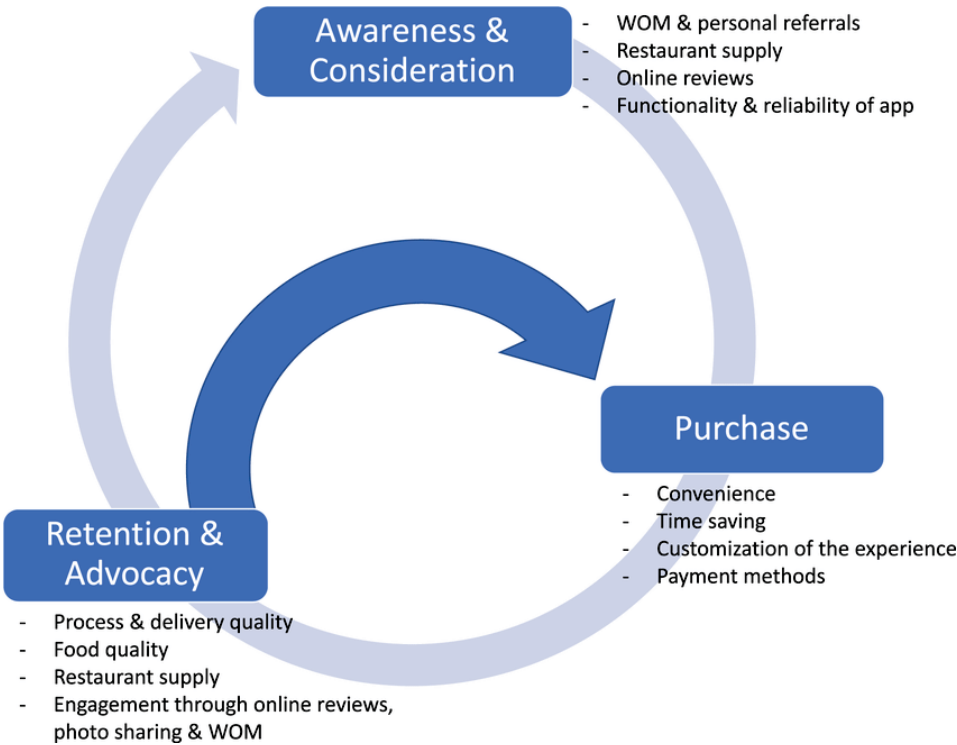 Awareness &
Consideration
- WOM & personal referrals
- Restaurant supply
- Online reviews
- Functionality & reliability of app
Purchase
- Convenience
- Time saving
- Customization of the experience
- Payment methods
Retention &
Advocacy
- Process & delivery quality
- Food quality
- Restaurant supply
- Engagement through online reviews,
photo sharing & WOM